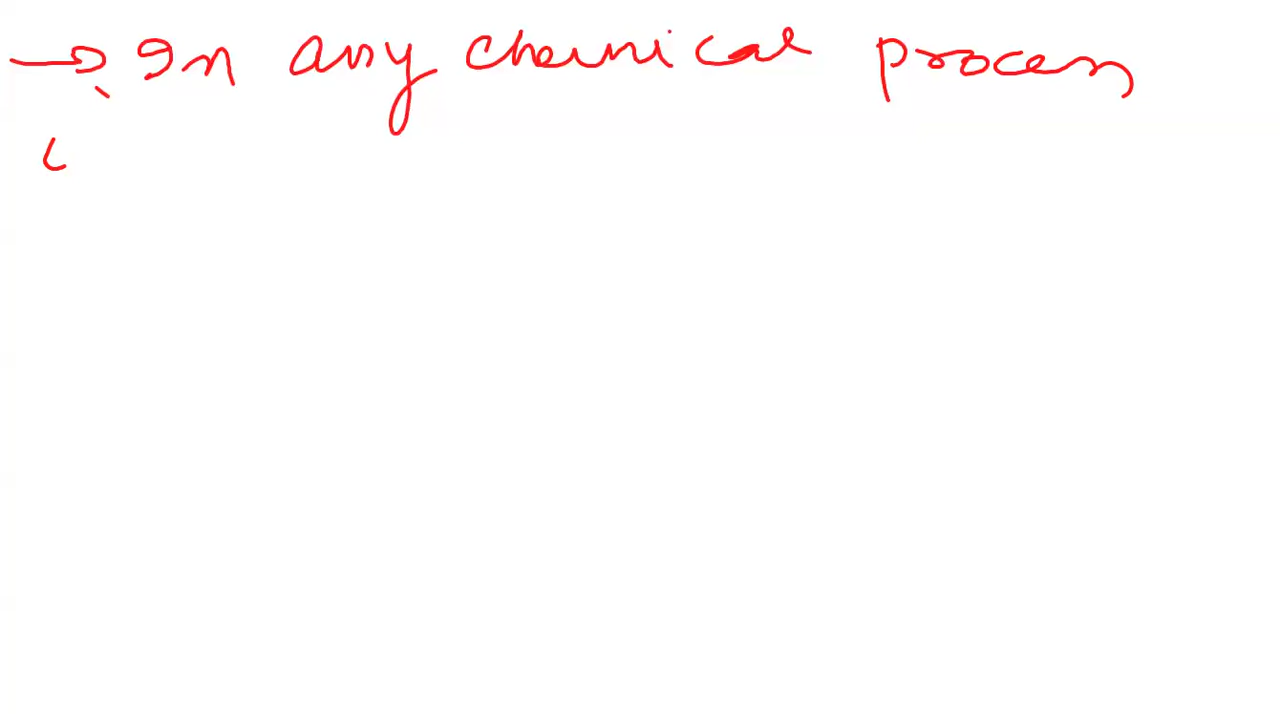 → In any chemical process